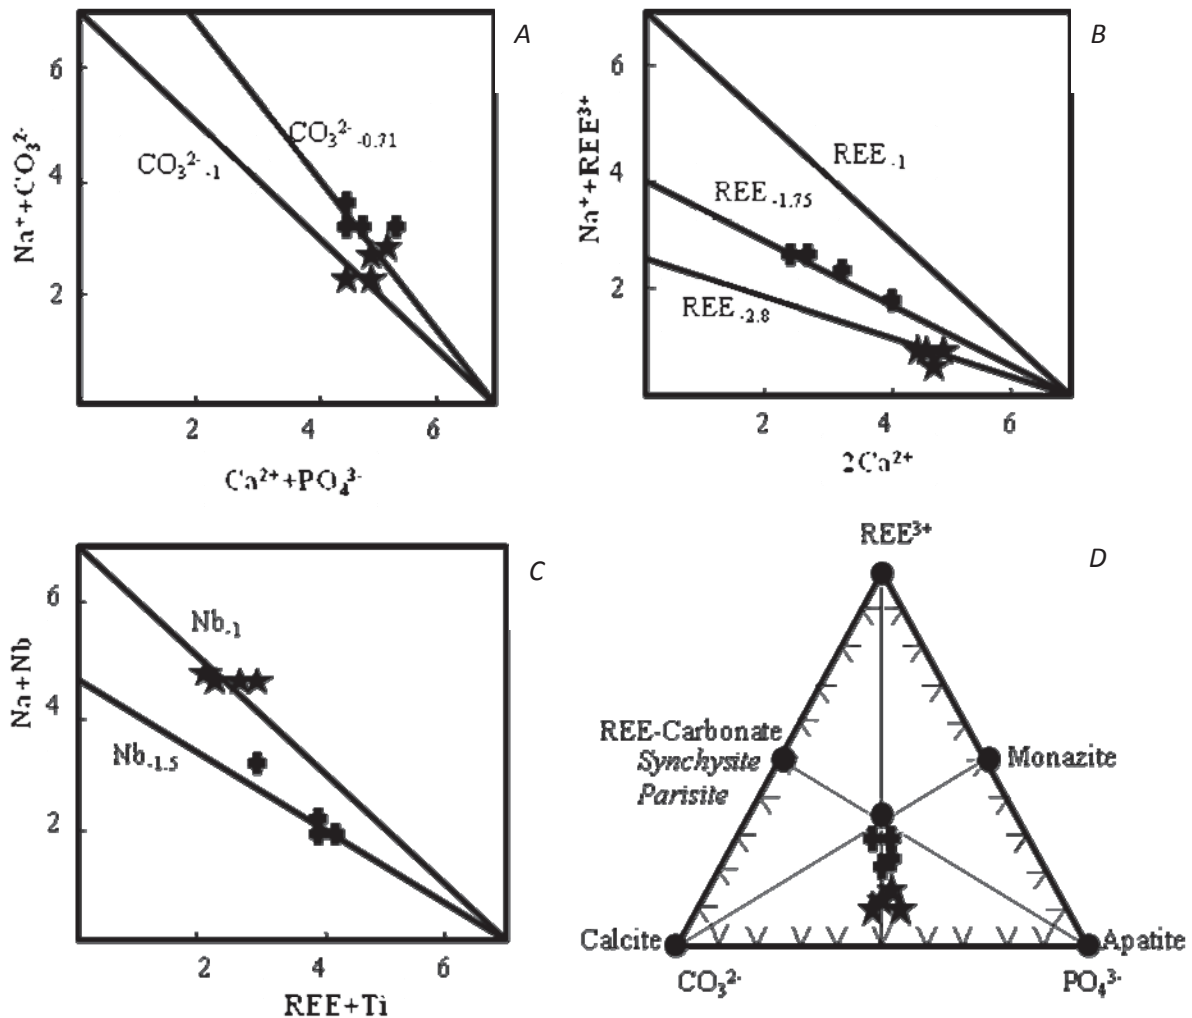 A
6
4
2
Na⁺+CO₃²⁻
CO₃²⁻₋₀.₇₁
CO₃²⁻₋₁
2
4
6
Ca²⁺+PO₄³⁻
B
6
4
2
Na⁺+REE³⁺
REE₋₁
REE₋₁.₇₅
REE₋₂.₈
2
4
6
2Ca²⁺
C
6
4
2
Na+Nb
Nb₋₁
Nb₋₁.₅
2
4
6
REE+Ti
D
REE³⁺
REE-Carbonate
Synchysite
Parisite
Monazite
Calcite
Apatite
CO₃²⁻
PO₄³⁻